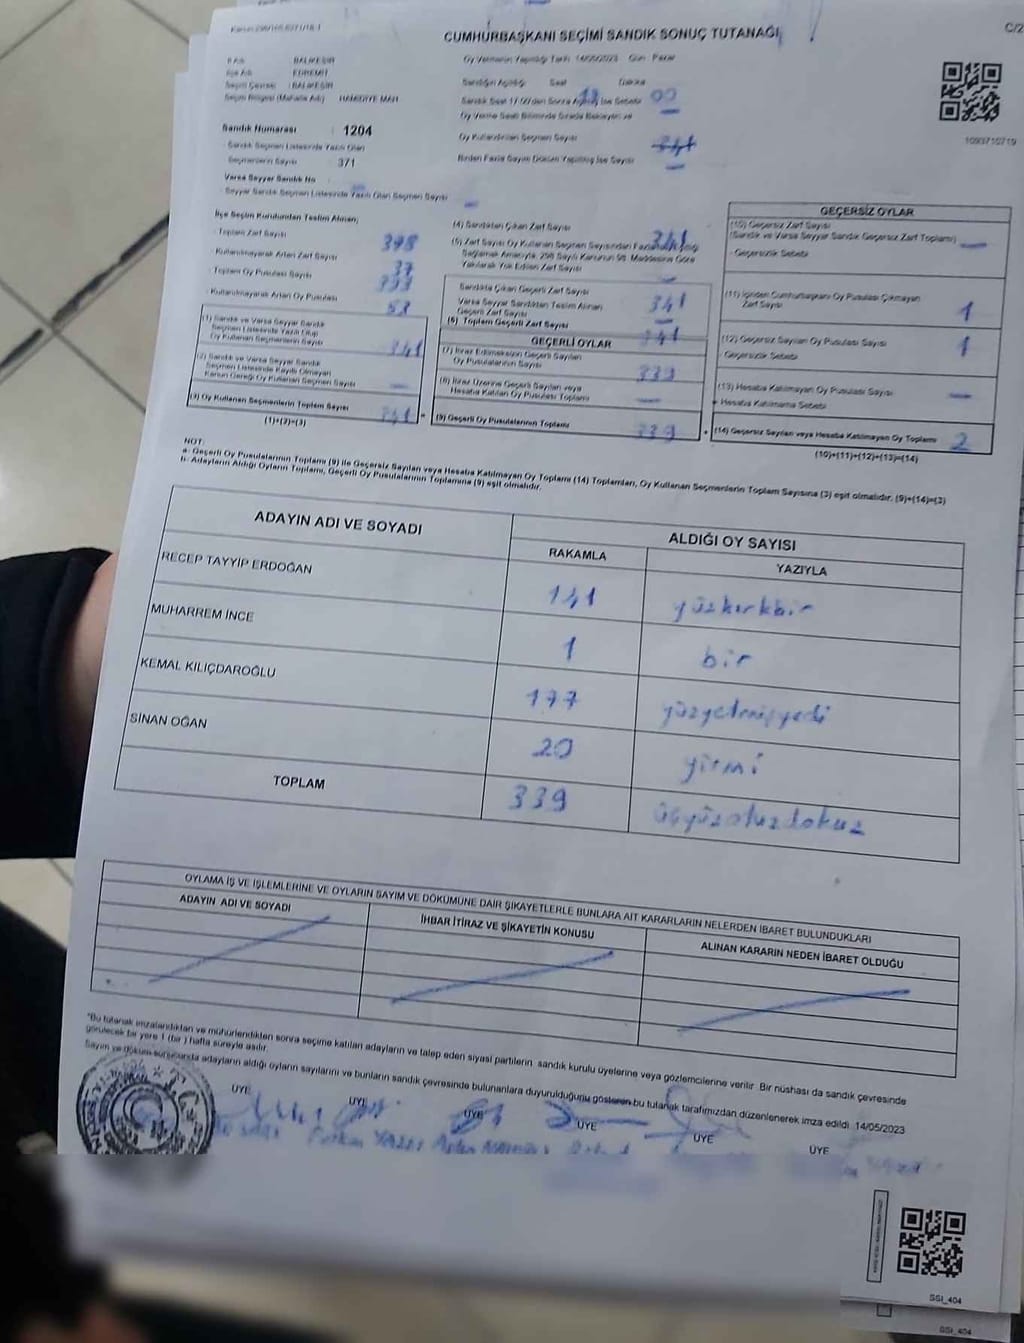 CUMHURBAŞKANI SEÇİMİ SANDIK SONUÇ TUTANAĞI
C/2
İl Adı : BALIKESİR
İlçe Adı : EDREMİT
Seçim Çevresi : BALIKESİR
Seçim Bölgesi (Mahalle Adı) : HAMİDİYE MAH.
Oy Vermenin Yapıldığı Tarih 14/05/2023 Gün Pazar
Sandığın Açıldığı Saat Dakika
Sandık Saat 17.00'den Sonra Açılmış İse Sebebi 00
Oy Verme Saati Bitiminde Sırada Bekleyen ve
Oy Kullandırılan Seçmen Sayısı
Birden Fazla Sayım Döküm Yapılmış İse Sayısı
1093710719
Sandık Numarası : 1204
Sandık Seçmen Listesinde Yazılı Olan
Seçmenlerin Sayısı : 371
Varsa Seyyar Sandık No
- Seyyar Sandık Seçmen Listesinde Yazılı Olan Seçmen Sayısı
İlçe Seçim Kurulundan Teslim Alınan;
- Toplam Zarf Sayısı 398
- Kullanılmayarak Artan Zarf Sayısı
- Toplam Oy Pusulası Sayısı
- Kullanılmayarak Artan Oy Pusulası
(1) Sandık ve Varsa Seyyar Sandık
Seçmen Listesinde Yazılı Olup
Oy Kullanan Seçmenlerin Sayısı 341
(2) Sandık ve Varsa Seyyar Sandık
Seçmen Listesinde Kayıtlı Olmayan
Kanun Gereği Oy Kullanan Seçmen Sayısı —
(3) Oy Kullanan Seçmenlerin Toplam Sayısı 341
(1)+(2)=(3)
(4) Sandıktan Çıkan Zarf Sayısı 341
(5) Zarf Sayısı Oy Kullanan Seçmen Sayısından Fazla
Sağlamak Amacıyla, 298 Sayılı Kanunun 98. Maddesine Göre
Yakılarak Yok Edilen Zarf Sayısı —
Sandıkta Çıkan Geçerli Zarf Sayısı 341
Varsa Seyyar Sandıktan Teslim Alınan
Geçerli Zarf Sayısı —
(6) Toplam Geçerli Zarf Sayısı 341
GEÇERLİ OYLAR
(7) İtiraz Edilmeksizin Geçerli Sayılan
Oy Pusulalarının Sayısı 339
(8) İtiraz Üzerine Geçerli Sayılan veya
Hesaba Katılan Oy Pusulası Toplamı —
(9) Geçerli Oy Pusulalarının Toplamı 339
GEÇERSİZ OYLAR
(10) Geçersiz Zarf Sayısı
(Sandık ve Varsa Seyyar Sandık Geçersiz Zarf Toplamı) —
- Geçersizlik Sebebi
(11) İçinden Cumhurbaşkanı Oy Pusulası Çıkmayan
Zarf Sayısı 1
(12) Geçersiz Sayılan Oy Pusulası Sayısı 1
- Geçersizlik Sebebi
(13) Hesaba Katılmayan Oy Pusulası Sayısı —
Hesaba Katılmama Sebebi
(14) Geçersiz Sayılan veya Hesaba Katılmayan Oy Toplamı 2
(10)+(11)+(12)+(13)=(14)
NOT:
a- Geçerli Oy Pusulalarının Toplamı (9) ile Geçersiz Sayılan veya Hesaba Katılmayan Oy Toplamı (14) Toplamları, Oy Kullanan Seçmenlerin Toplam Sayısına (3) eşit olmalıdır. (9)+(14)=(3)
b- Adayların Aldığı Oyların Toplamı, Geçerli Oy Pusulalarının Toplamına (9) eşit olmalıdır.
ADAYIN ADI VE SOYADI ALDIĞI OY SAYISI
RAKAMLA YAZIYLA
RECEP TAYYİP ERDOĞAN 141 yüzkırkbir
MUHARREM İNCE 1 bir
KEMAL KILIÇDAROĞLU 177 yüzyetmişyedi
SİNAN OĞAN 20 yirmi
TOPLAM 339 üçyüzotuzdokuz
OYLAMA İŞ VE İŞLEMLERİNE VE OYLARIN SAYIM VE DÖKÜMÜNE DAİR ŞİKAYETLERLE BUNLARA AİT KARARLARIN NELERDEN İBARET BULUNDUKLARI
ADAYIN ADI VE SOYADI İHBAR İTİRAZ VE ŞİKAYETİN KONUSU ALINAN KARARIN NEDEN İBARET OLDUĞU
"Bu tutanak imzalandıktan ve mühürlendikten sonra seçime katılan adayların ve talep eden siyasi partilerin sandık kurulu üyelerine veya gözlemcilerine verilir. Bir nüshası da sandık çevresinde
görülecek bir yere 1 (bir ) hafta süreyle asılır.
Sayım ve döküm sonucunda adayların aldığı oyların sayılarını ve bunların sandık çevresinde bulunanlara duyurulduğunu gösteren bu tutanak tarafımızdan düzenlenerek imza edildi. 14/05/2023
ÜYE ÜYE ÜYE ÜYE ÜYE ÜYE
SSI_404
SSI_404